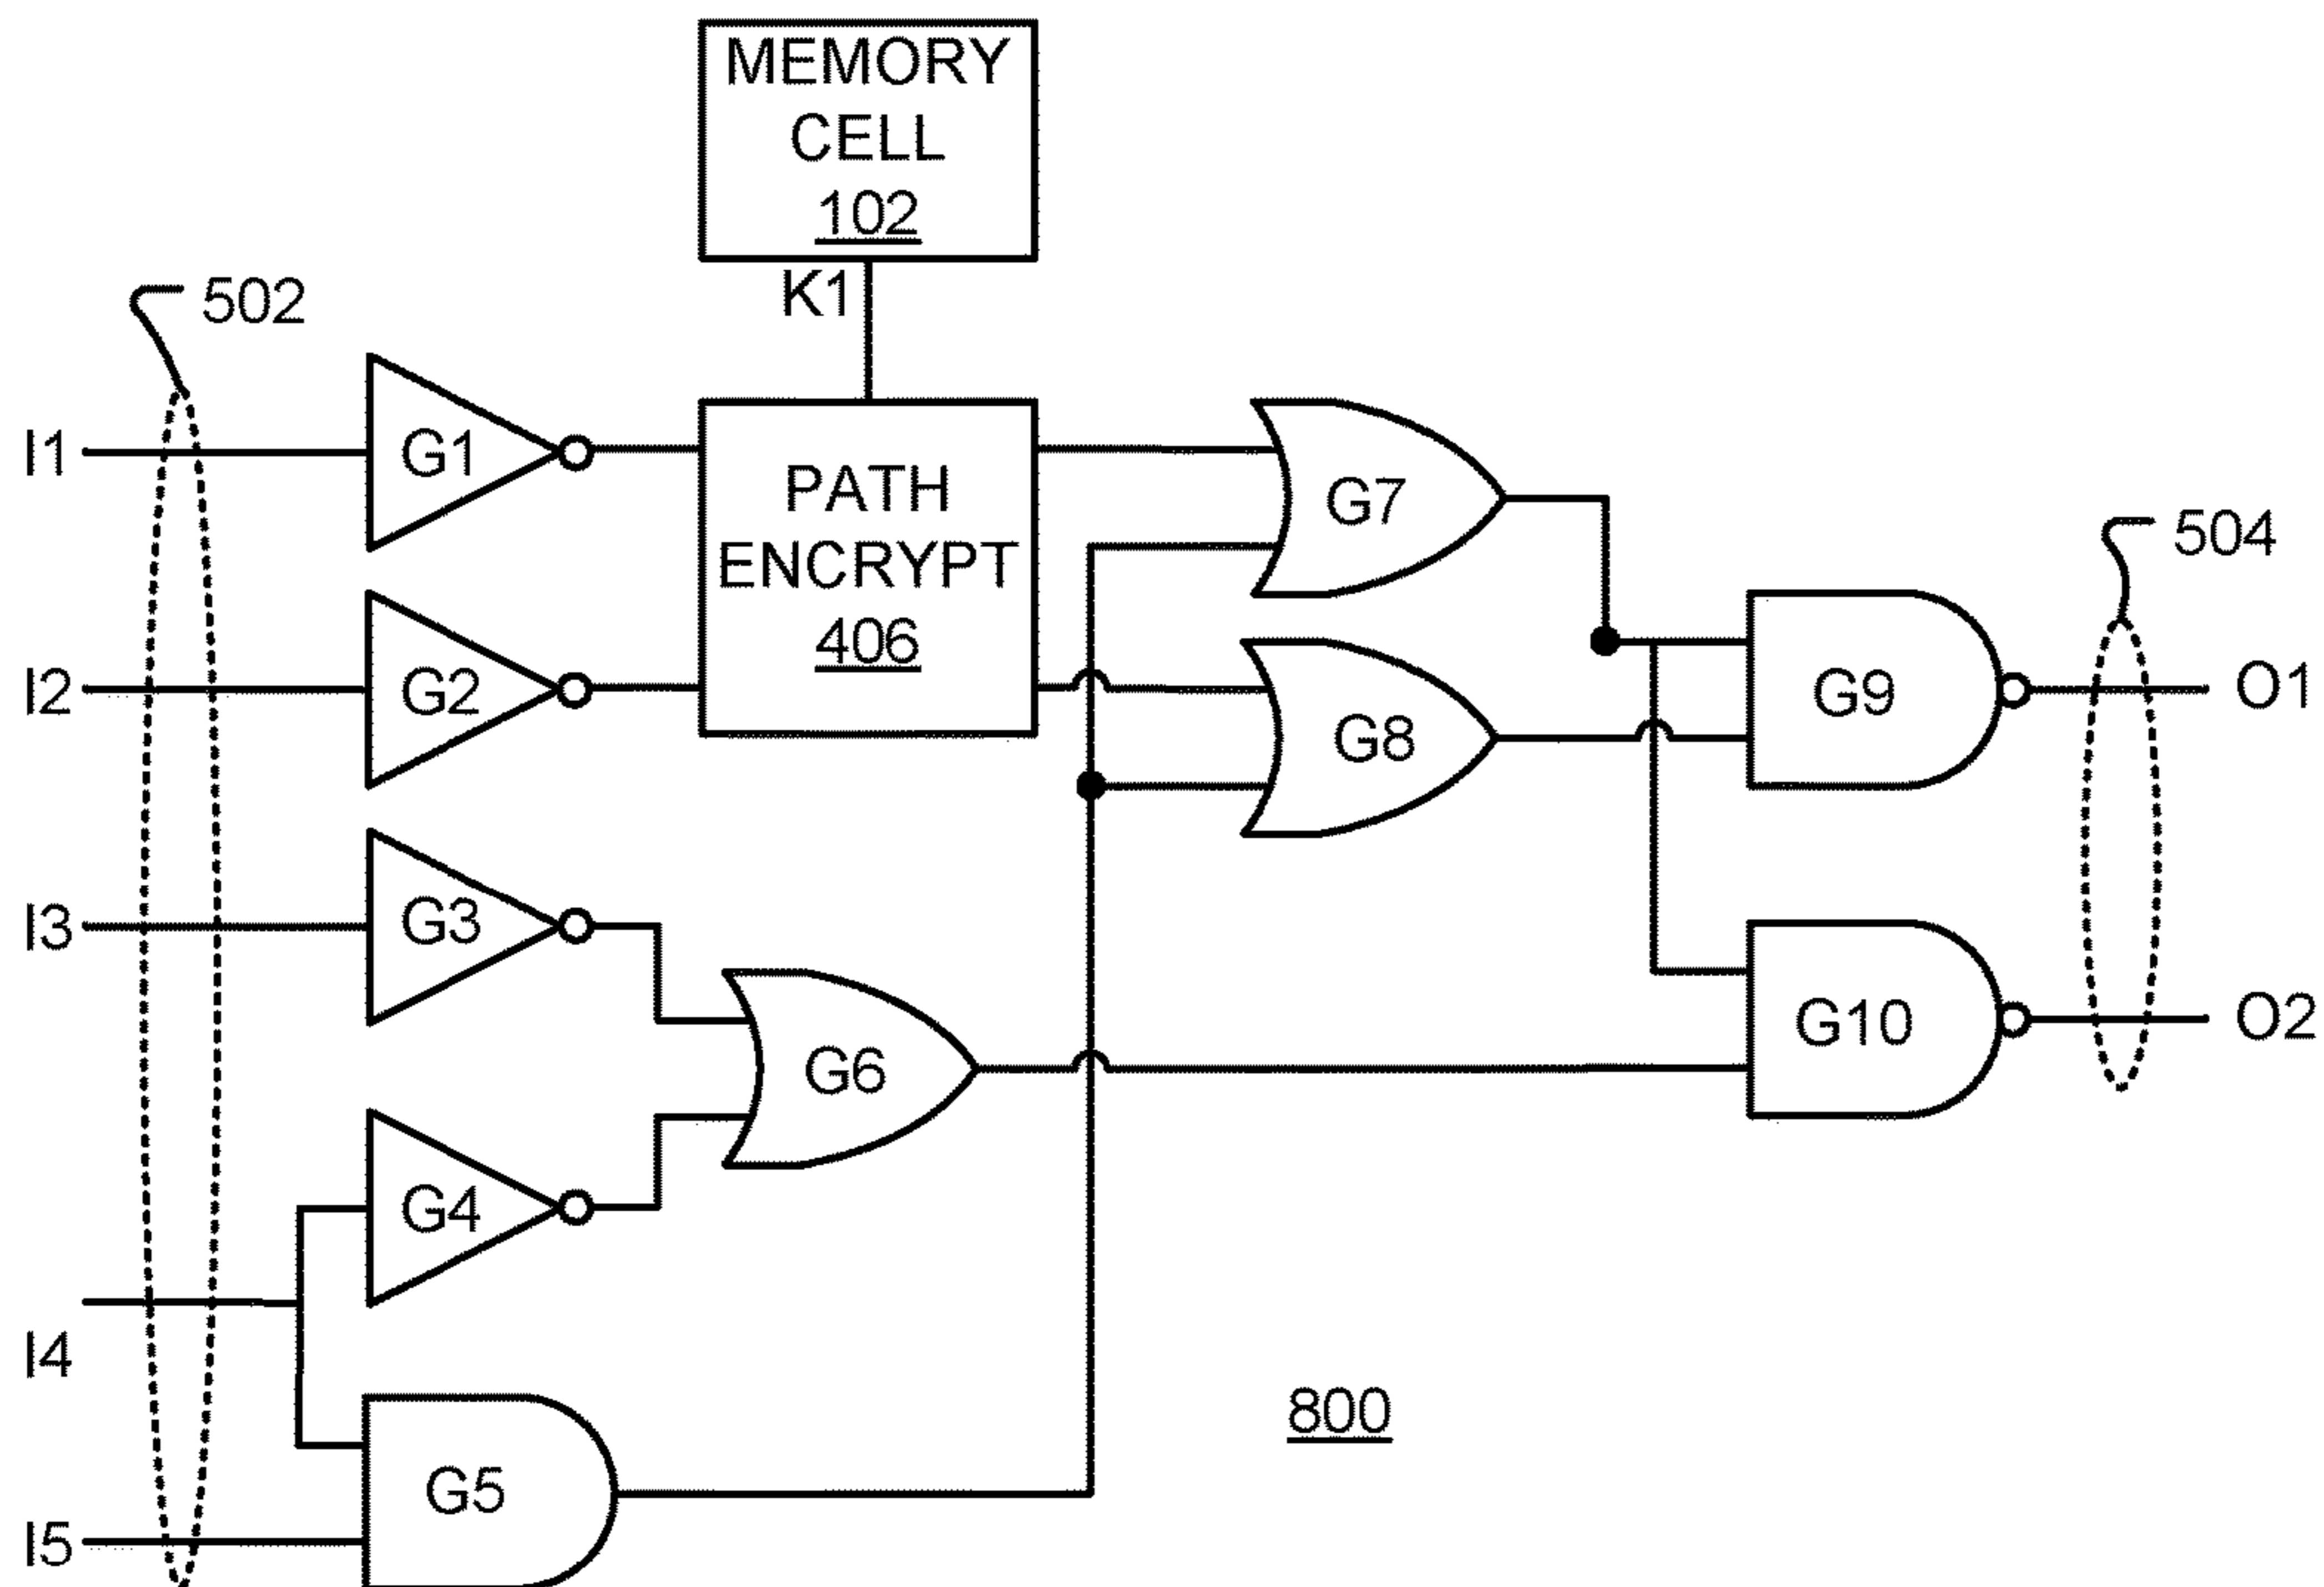 MEMORY
CELL
102
K1
502
I1
G1
PATH
ENCRYPT
406
G7
504
I2
G2
G8
G9
O1
I3
G3
G6
G10
O2
I4
G4
800
G5
I5